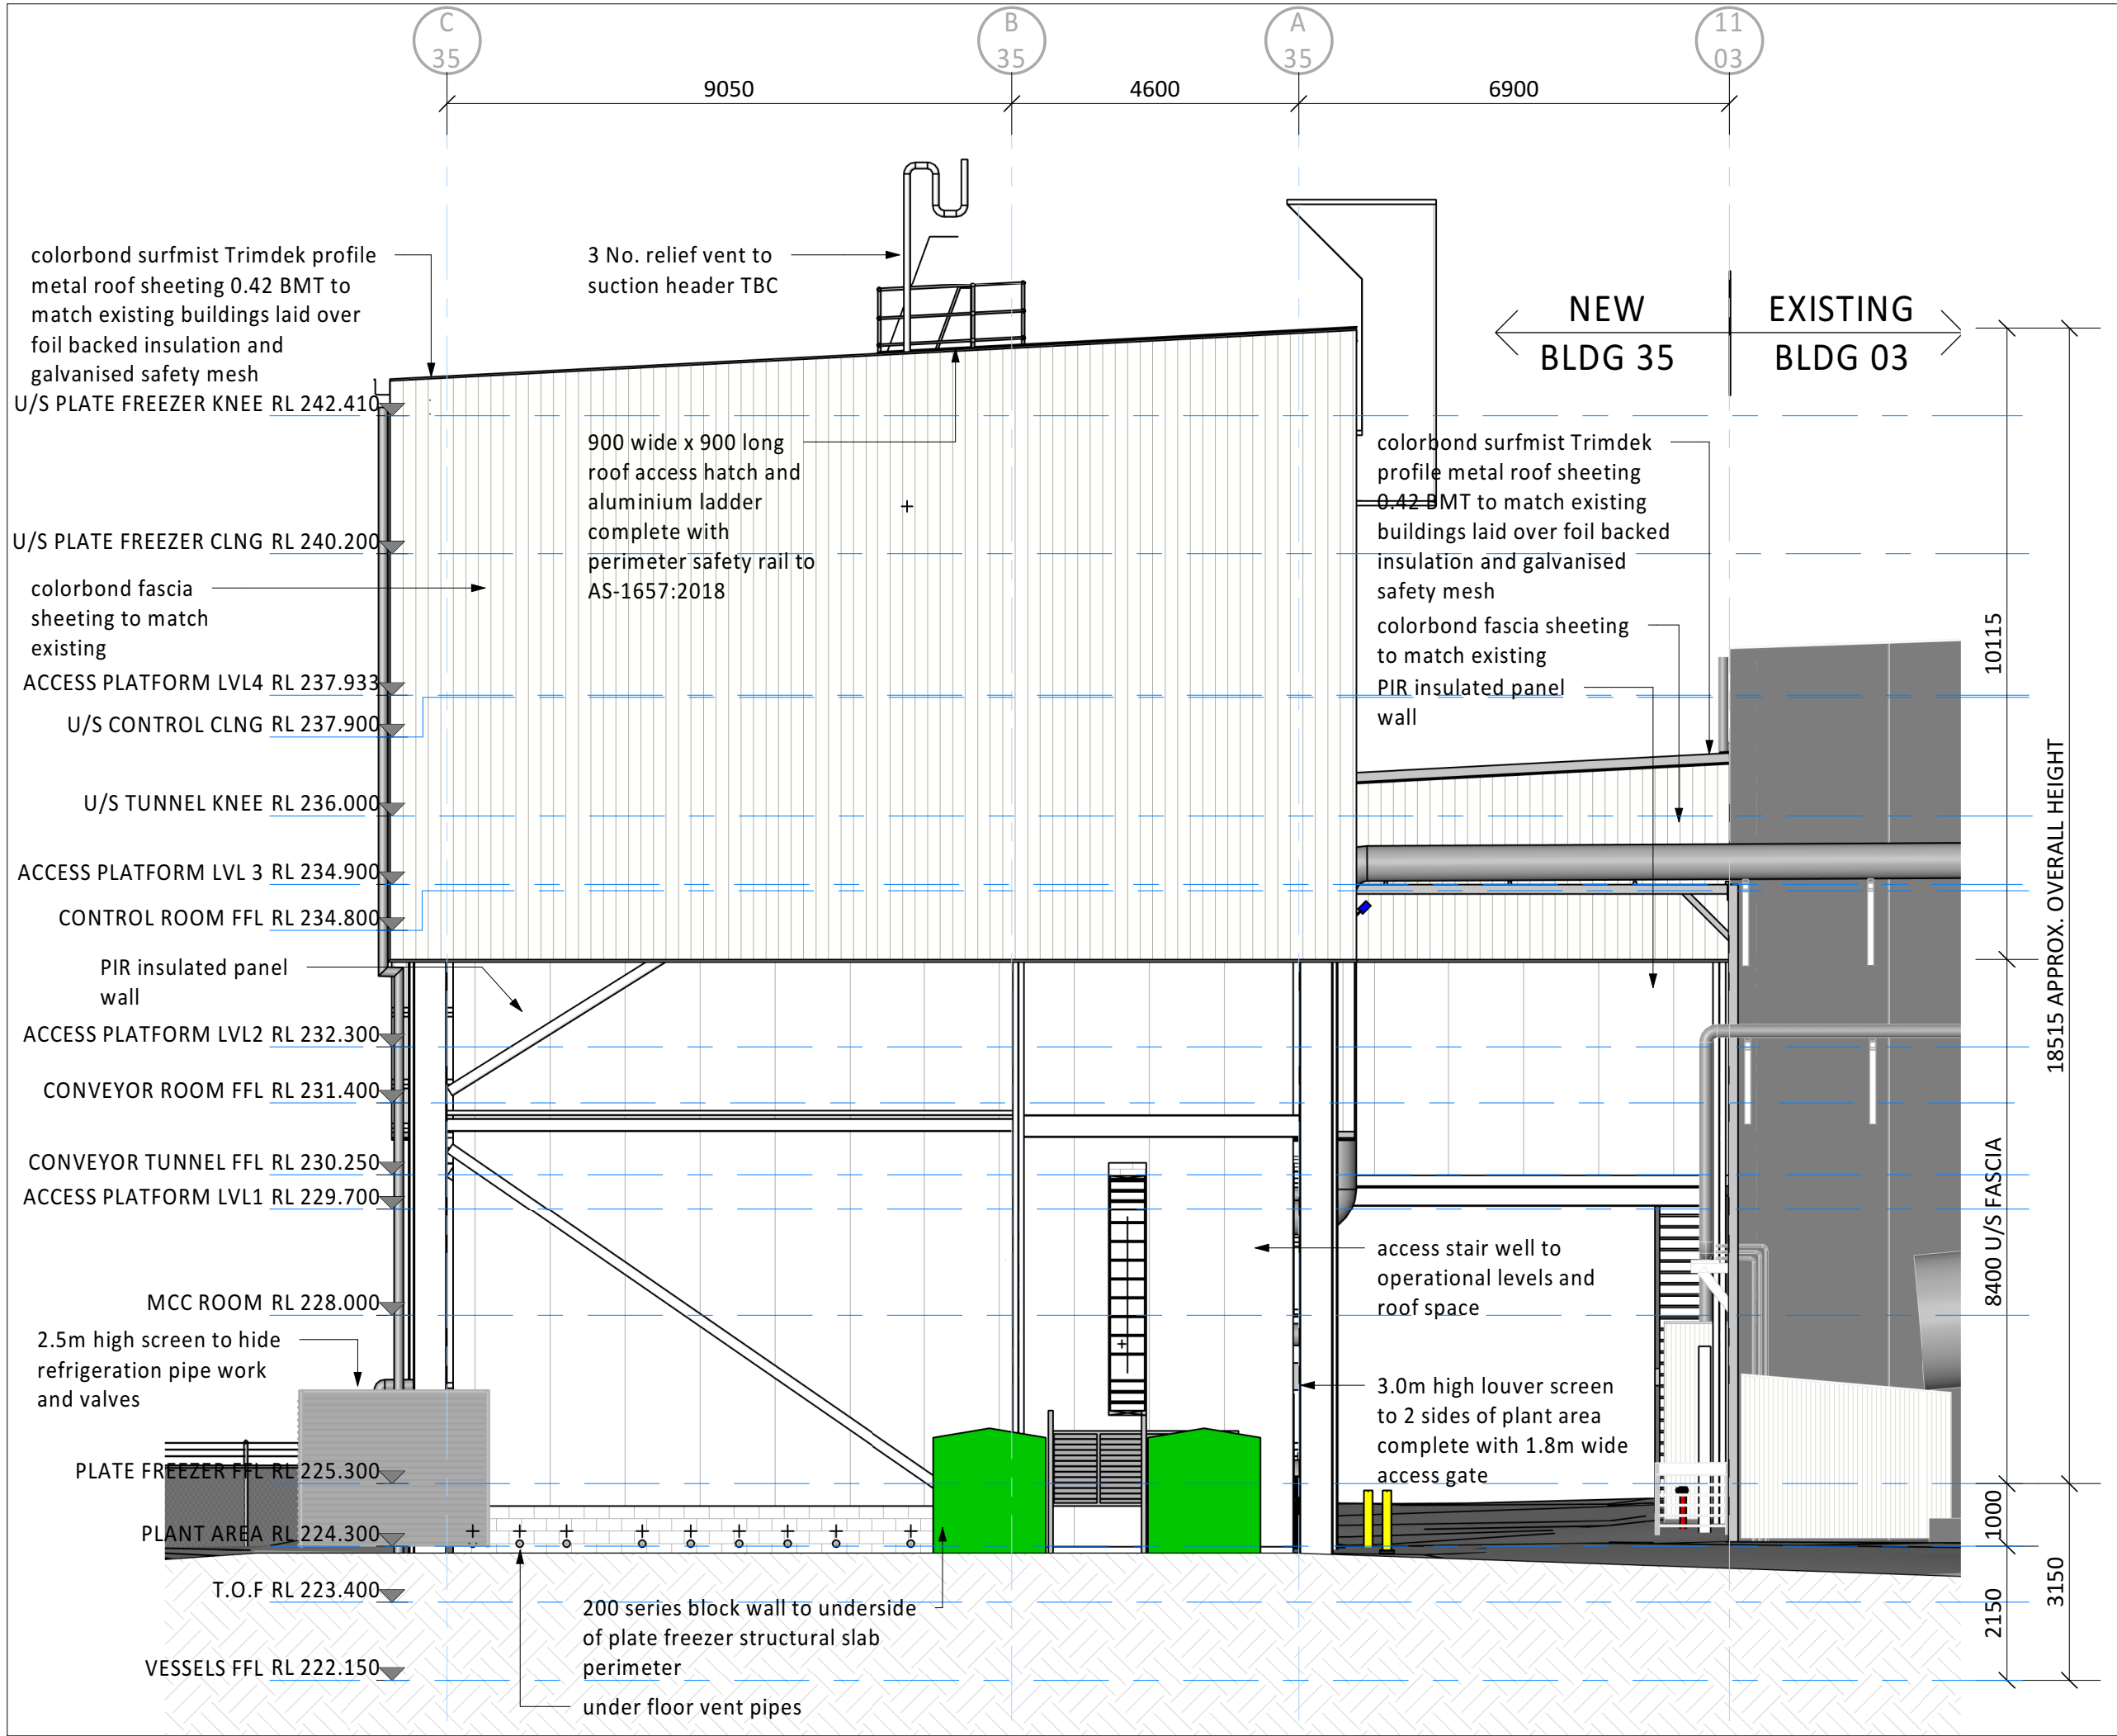 C
35
B
35
A
35
11
03
9050
4600
6900
colorbond surfmist Trimdek profile
metal roof sheeting 0.42 BMT to
match existing buildings laid over
foil backed insulation and
galvanised safety mesh
3 No. relief vent to
suction header TBC
NEW
BLDG 35
EXISTING
BLDG 03
U/S PLATE FREEZER KNEE RL 242.410
900 wide x 900 long
roof access hatch and
aluminium ladder
complete with
perimeter safety rail to
AS-1657:2018
colorbond surfmist Trimdek
profile metal roof sheeting
0.42 BMT to match existing
buildings laid over foil backed
insulation and galvanised
safety mesh
U/S PLATE FREEZER CLNG RL 240.200
colorbond fascia
sheeting to match
existing
colorbond fascia sheeting
to match existing
PIR insulated panel
wall
10115
ACCESS PLATFORM LVL4 RL 237.933
U/S CONTROL CLNG RL 237.900
U/S TUNNEL KNEE RL 236.000
18515 APPROX. OVERALL HEIGHT
ACCESS PLATFORM LVL 3 RL 234.900
CONTROL ROOM FFL RL 234.800
PIR insulated panel
wall
ACCESS PLATFORM LVL2 RL 232.300
CONVEYOR ROOM FFL RL 231.400
CONVEYOR TUNNEL FFL RL 230.250
ACCESS PLATFORM LVL1 RL 229.700
8400 U/S FASCIA
access stair well to
operational levels and
roof space
MCC ROOM RL 228.000
2.5m high screen to hide
refrigeration pipe work
and valves
3.0m high louver screen
to 2 sides of plant area
complete with 1.8m wide
access gate
PLATE FREEZER FFL RL 225.300
1000
PLANT AREA RL 224.300
T.O.F RL 223.400
2150
3150
200 series block wall to underside
of plate freezer structural slab
perimeter
VESSELS FFL RL 222.150
under floor vent pipes